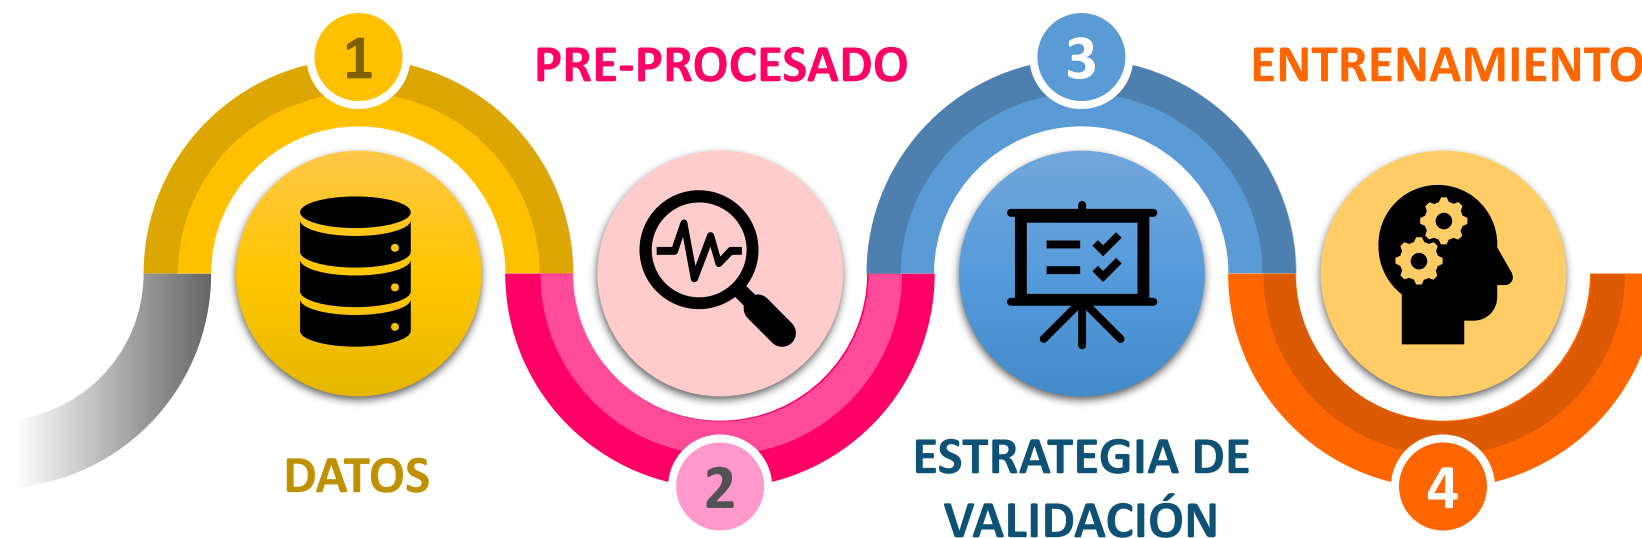 1
DATOS
PRE-PROCESADO
2
3
ESTRATEGIA DE
VALIDACIÓN
ENTRENAMIENTO
4